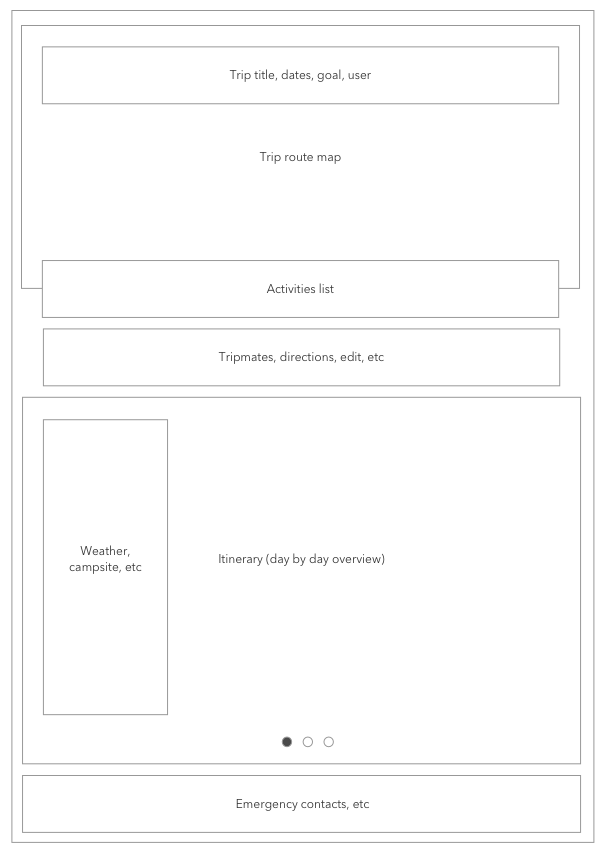 Trip title, dates, goal, user
Trip route map
Activities list
Tripmates, directions, edit, etc
Weather,
campsite, etc
Itinerary (day by day overview)
Emergency contacts, etc